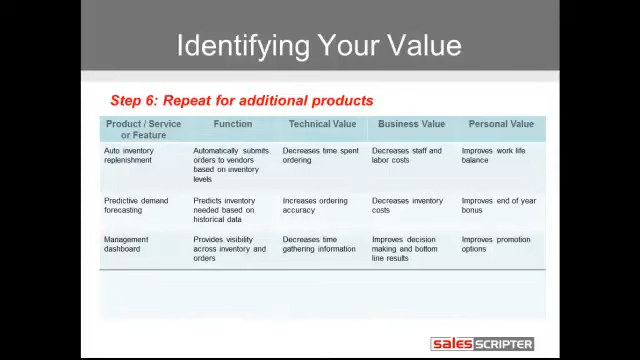 Identifying Your Value
Step 6: Repeat for additional products
Product / Service or Feature Function Technical Value Business Value Personal Value
Auto inventory replenishment Automatically submits orders to vendors based on inventory levels Decreases time spent ordering Decreases staff and labor costs Improves work life balance
Predictive demand forecasting Predicts inventory needed based on historical data Increases ordering accuracy Decreases inventory costs Improves end of year bonus
Management dashboard Provides visibility across inventory and orders Decreases time gathering information Improves decision making and bottom line results Improves promotion options
salesSCRIPTER